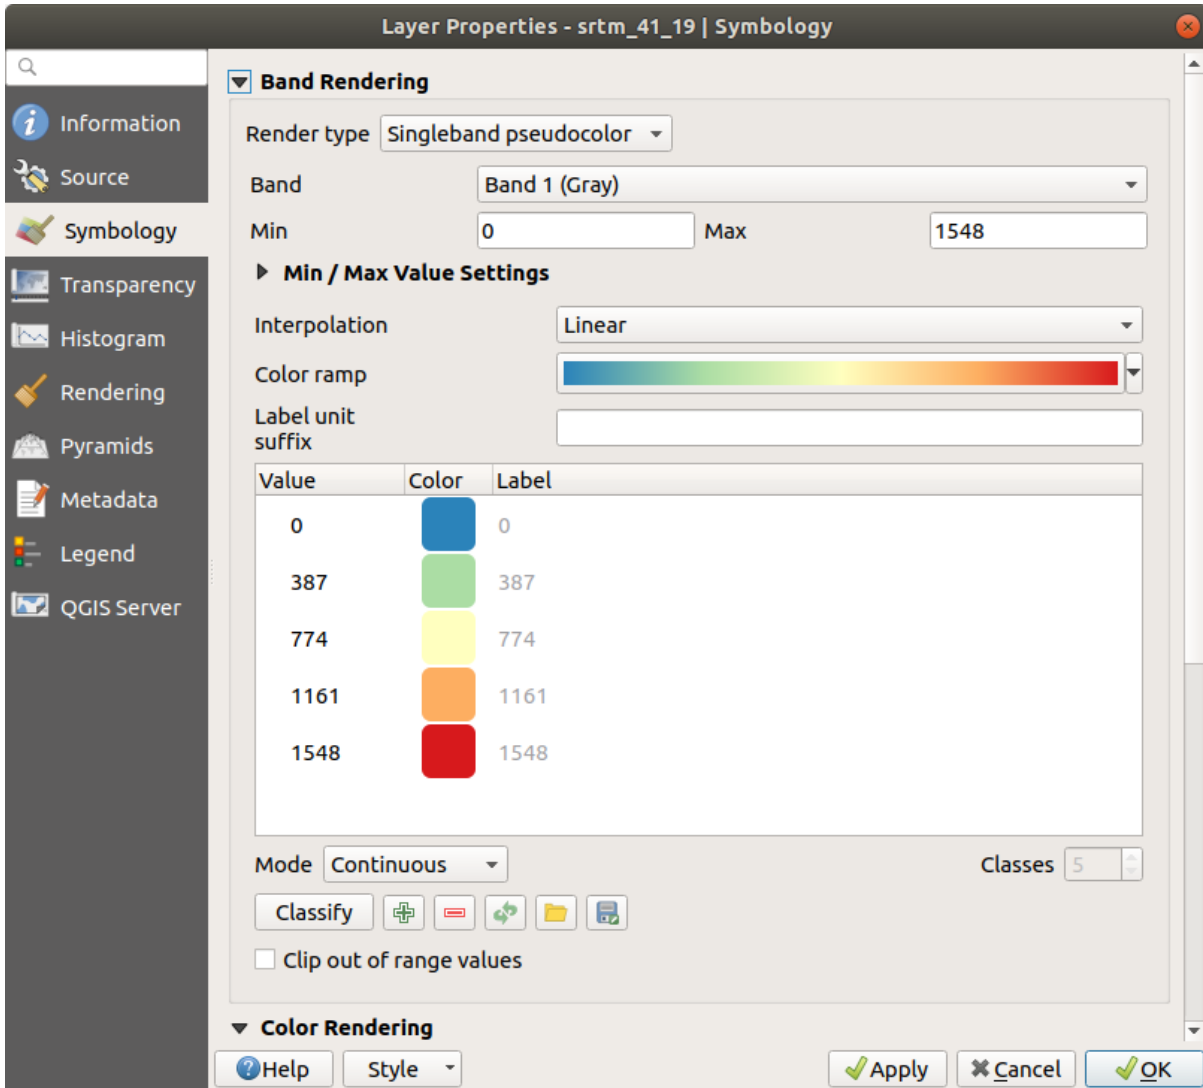 Layer Properties - srtm_41_19 | Symbology
Information
Source
Symbology
Transparency
Histogram
Rendering
Pyramids
Metadata
Legend
QGIS Server
Band Rendering
Render type Singleband pseudocolor
Band Band 1 (Gray)
Min 0 Max 1548
Min / Max Value Settings
Interpolation Linear
Color ramp
Label unit
suffix
Value Color Label
0 0
387 387
774 774
1161 1161
1548 1548
Mode Continuous Classes 5
Classify
Clip out of range values
Color Rendering
Help Style Apply Cancel OK